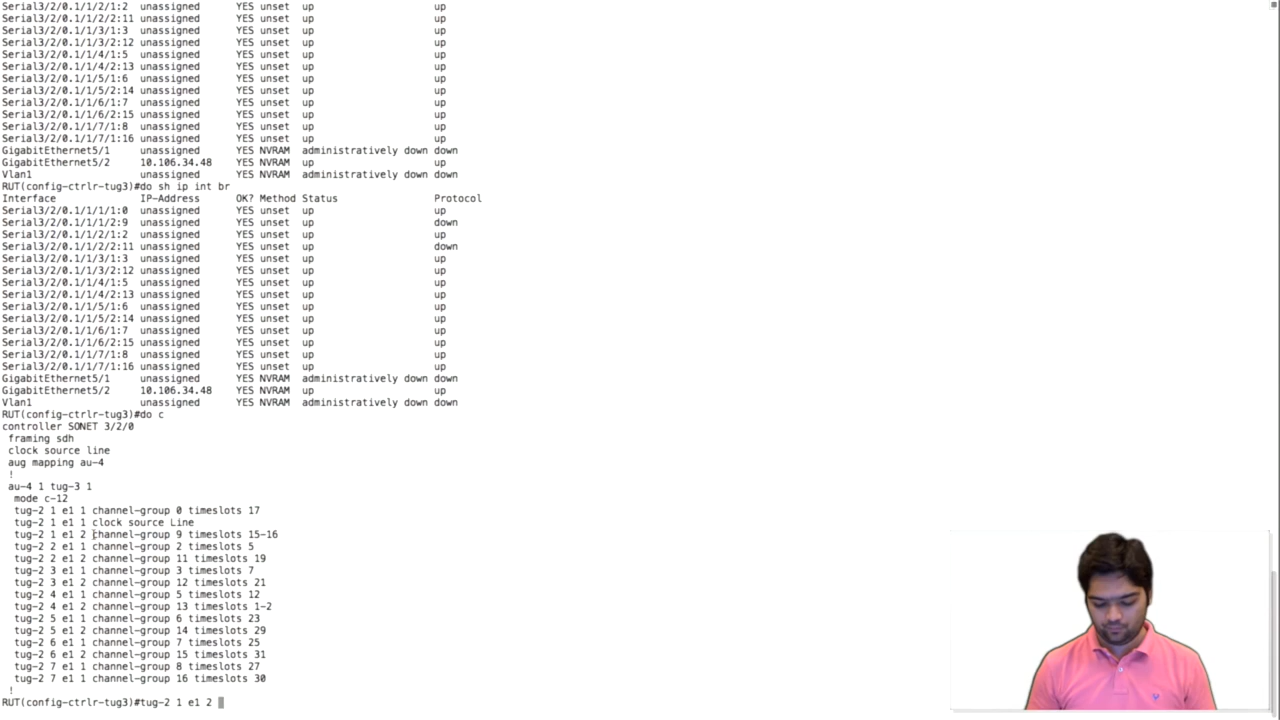 Serial3/2/0.1/1/2/1:2 unassigned YES unset up up
Serial3/2/0.1/1/2/2:11 unassigned YES unset up up
Serial3/2/0.1/1/3/1:3 unassigned YES unset up up
Serial3/2/0.1/1/3/2:12 unassigned YES unset up up
Serial3/2/0.1/1/4/1:5 unassigned YES unset up up
Serial3/2/0.1/1/4/2:13 unassigned YES unset up up
Serial3/2/0.1/1/5/1:6 unassigned YES unset up up
Serial3/2/0.1/1/5/2:14 unassigned YES unset up up
Serial3/2/0.1/1/6/1:7 unassigned YES unset up up
Serial3/2/0.1/1/6/2:15 unassigned YES unset up up
Serial3/2/0.1/1/7/1:8 unassigned YES unset up up
Serial3/2/0.1/1/7/1:16 unassigned YES unset up up
GigabitEthernet5/1 unassigned YES NVRAM administratively down down
GigabitEthernet5/2 10.106.34.48 YES NVRAM up up
Vlan1 unassigned YES NVRAM administratively down down
RUT(config-ctrlr-tug3)#do sh ip int br
Interface IP-Address OK? Method Status Protocol
Serial3/2/0.1/1/1/1:0 unassigned YES unset up up
Serial3/2/0.1/1/1/2:9 unassigned YES unset up down
Serial3/2/0.1/1/2/1:2 unassigned YES unset up up
Serial3/2/0.1/1/2/2:11 unassigned YES unset up down
Serial3/2/0.1/1/3/1:3 unassigned YES unset up up
Serial3/2/0.1/1/3/2:12 unassigned YES unset up up
Serial3/2/0.1/1/4/1:5 unassigned YES unset up up
Serial3/2/0.1/1/4/2:13 unassigned YES unset up up
Serial3/2/0.1/1/5/1:6 unassigned YES unset up up
Serial3/2/0.1/1/5/2:14 unassigned YES unset up up
Serial3/2/0.1/1/6/1:7 unassigned YES unset up up
Serial3/2/0.1/1/6/2:15 unassigned YES unset up up
Serial3/2/0.1/1/7/1:8 unassigned YES unset up up
Serial3/2/0.1/1/7/1:16 unassigned YES unset up up
GigabitEthernet5/1 unassigned YES NVRAM administratively down down
GigabitEthernet5/2 10.106.34.48 YES NVRAM up up
Vlan1 unassigned YES NVRAM administratively down down
RUT(config-ctrlr-tug3)#do c
controller SONET 3/2/0
framing sdh
clock source line
aug mapping au-4
!
au-4 1 tug-3 1
mode c-12
tug-2 1 e1 1 channel-group 0 timeslots 17
tug-2 1 e1 1 clock source Line
tug-2 1 e1 2 channel-group 9 timeslots 15-16
tug-2 2 e1 1 channel-group 2 timeslots 5
tug-2 2 e1 2 channel-group 11 timeslots 19
tug-2 3 e1 1 channel-group 3 timeslots 7
tug-2 3 e1 2 channel-group 12 timeslots 21
tug-2 4 e1 1 channel-group 5 timeslots 12
tug-2 4 e1 2 channel-group 13 timeslots 1-2
tug-2 5 e1 1 channel-group 6 timeslots 23
tug-2 5 e1 2 channel-group 14 timeslots 29
tug-2 6 e1 1 channel-group 7 timeslots 25
tug-2 6 e1 2 channel-group 15 timeslots 31
tug-2 7 e1 1 channel-group 8 timeslots 27
tug-2 7 e1 1 channel-group 16 timeslots 30
!
RUT(config-ctrlr-tug3)#tug-2 1 e1 2